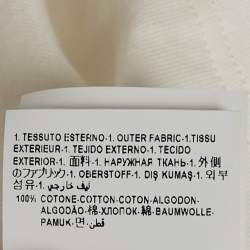 1. TESSUTO ESTERNO-1. OUTER FABRIC-1.TISSU
EXTERIEUR-1. TEJIDO EXTERNO-1. TECIDO
EXTERIOR-1. 面料-1. НАРУЖНАЯ ТКАНЬ-1. 外側
のファブリック-1. OBERSTOFF-1. DIŞ KUMAŞ-1. 외부
섬유-1. نيف خارجي -1
100% COTONE-COTTON-COTON-ALGODON-
ALGODÃO-棉-ХЛОПОК-綿-BAUMWOLLE-
PAMUK-면-قطن